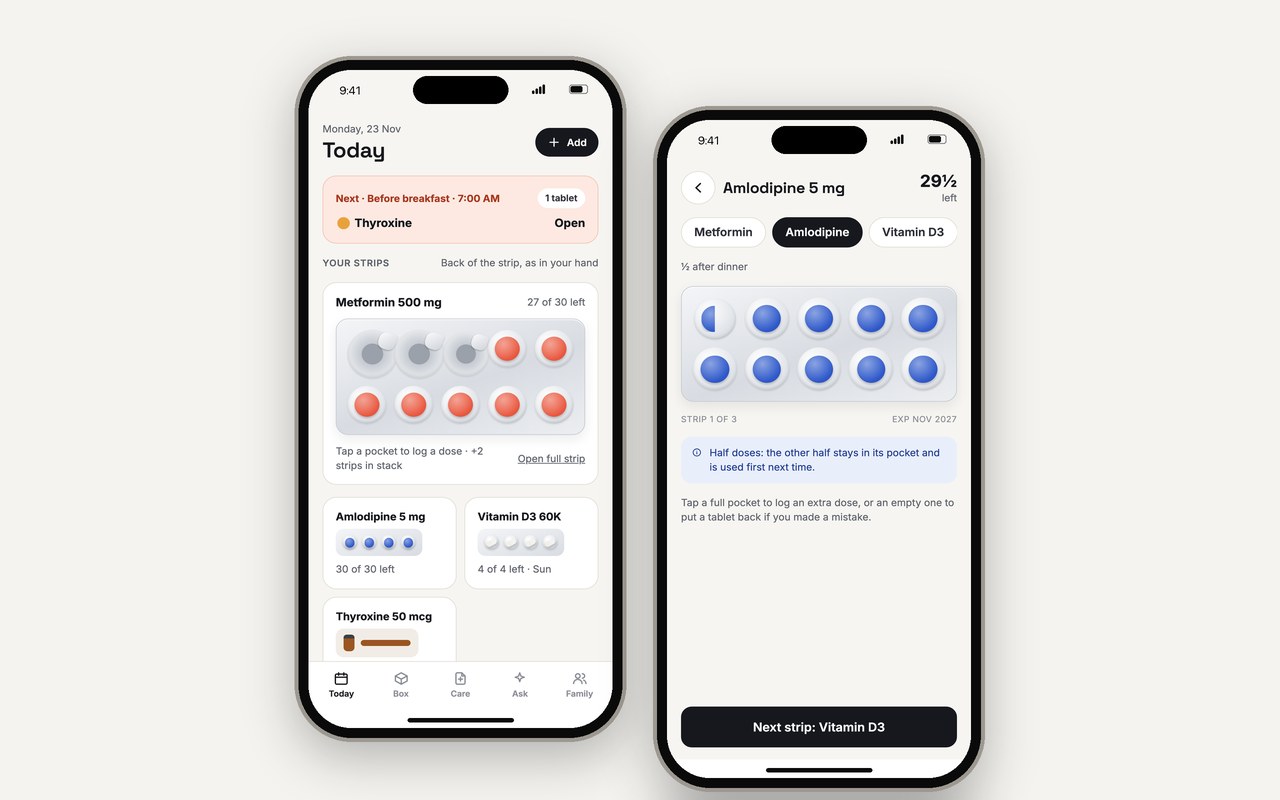 9:41
Monday, 23 Nov
Today
Add
Next · Before breakfast · 7:00 AM
1 tablet
Thyroxine
Open
YOUR STRIPS
Back of the strip, as in your hand
Metformin 500 mg
27 of 30 left
Tap a pocket to log a dose · +2
strips in stack
Open full strip
Amlodipine 5 mg
30 of 30 left
Vitamin D3 60K
4 of 4 left · Sun
Thyroxine 50 mcg
Today
Box
Care
Ask
Family
9:41
Amlodipine 5 mg
29½
left
Metformin
Amlodipine
Vitamin D3
½ after dinner
STRIP 1 OF 3
EXP NOV 2027
Half doses: the other half stays in its pocket and
is used first next time.
Tap a full pocket to log an extra dose, or an empty one to
put a tablet back if you made a mistake.
Next strip: Vitamin D3